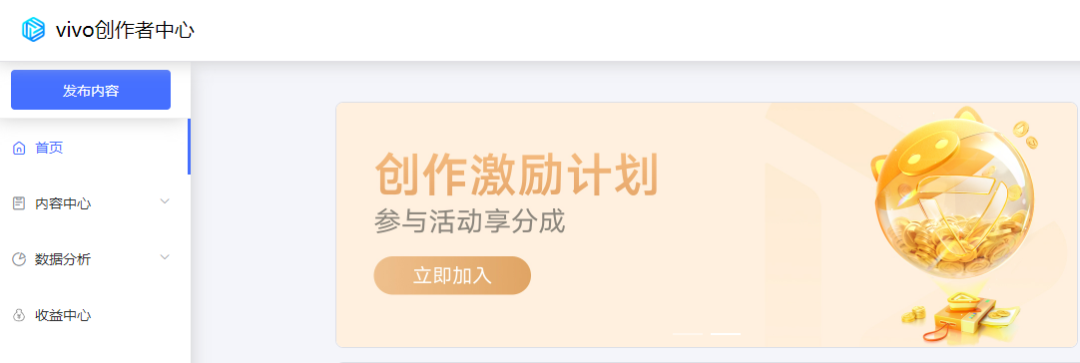 vivo创作者中心
发布内容
首页
内容中心
数据分析
收益中心
创作激励计划
参与活动享分成
立即加入